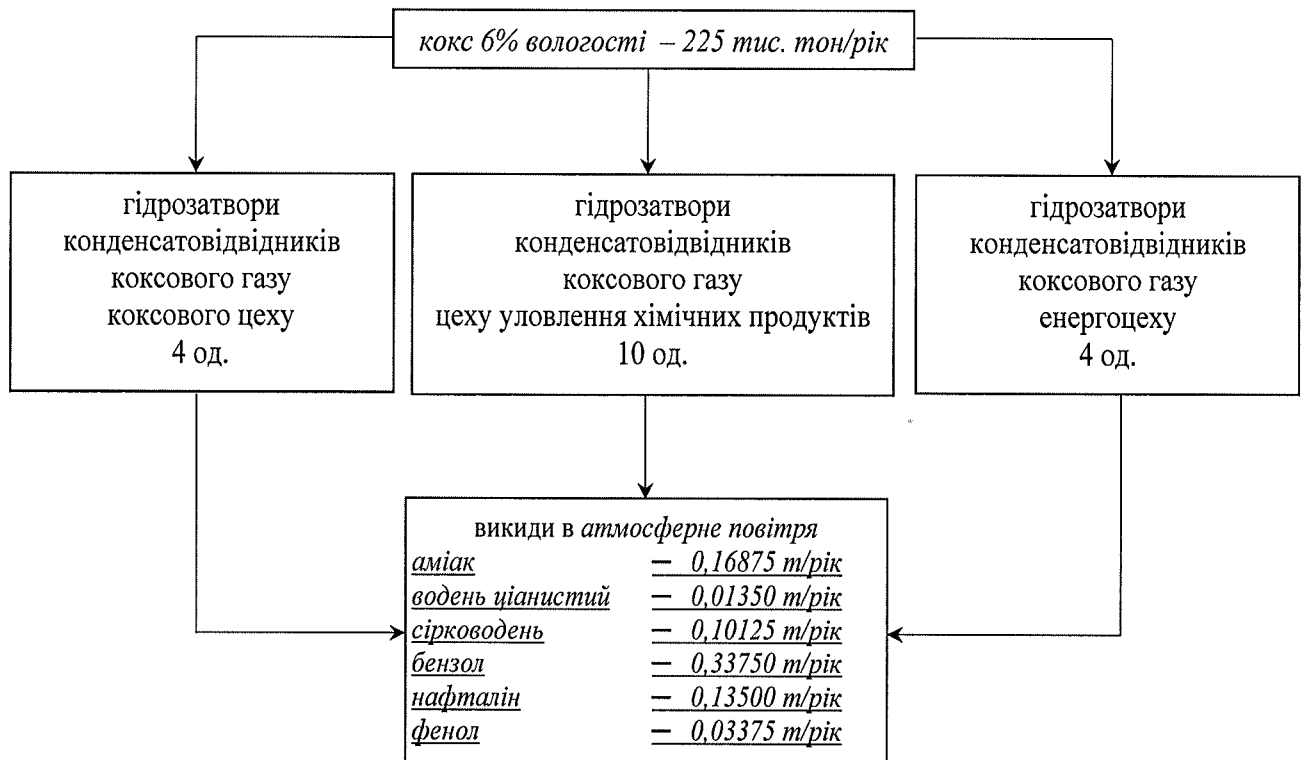 кокс 6% вологості – 225 тис. тон/рік
гідрозатвори
конденсатовідвідників
коксового газу
коксового цеху
4 од.
гідрозатвори
конденсатовідвідників
коксового газу
цеху уловлення хімічних продуктів
10 од.
гідрозатвори
конденсатовідвідників
коксового газу
енергоцеху
4 од.
викиди в атмосферне повітря
аміак – 0,16875 т/рік
водень ціанистий – 0,01350 т/рік
сірководень – 0,10125 т/рік
бензол – 0,33750 т/рік
нафталін – 0,13500 т/рік
фенол – 0,03375 т/рік